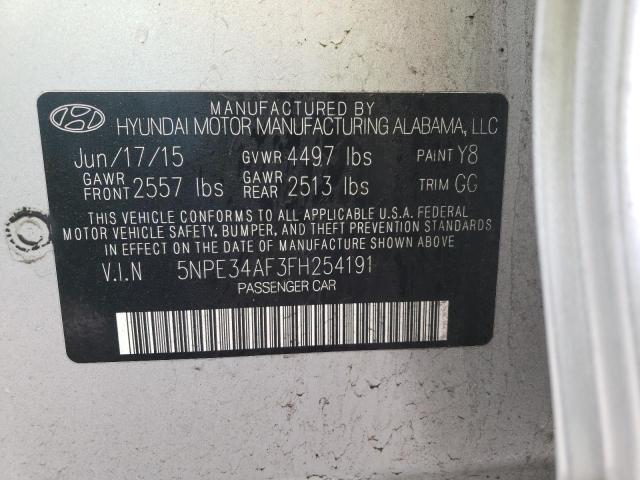 MANUFACTURED BY
HYUNDAI MOTOR MANUFACTURING ALABAMA, LLC
Jun/17/15 GVWR 4497 lbs PAINT Y8
GAWR FRONT 2557 lbs GAWR REAR 2513 lbs TRIM GG
THIS VEHICLE CONFORMS TO ALL APPLICABLE U.S.A. FEDERAL
MOTOR VEHICLE SAFETY, BUMPER, AND THEFT PREVENTION STANDARDS
IN EFFECT ON THE DATE OF MANUFACTURE SHOWN ABOVE.
V.I.N 5NPE34AF3FH254191
PASSENGER CAR